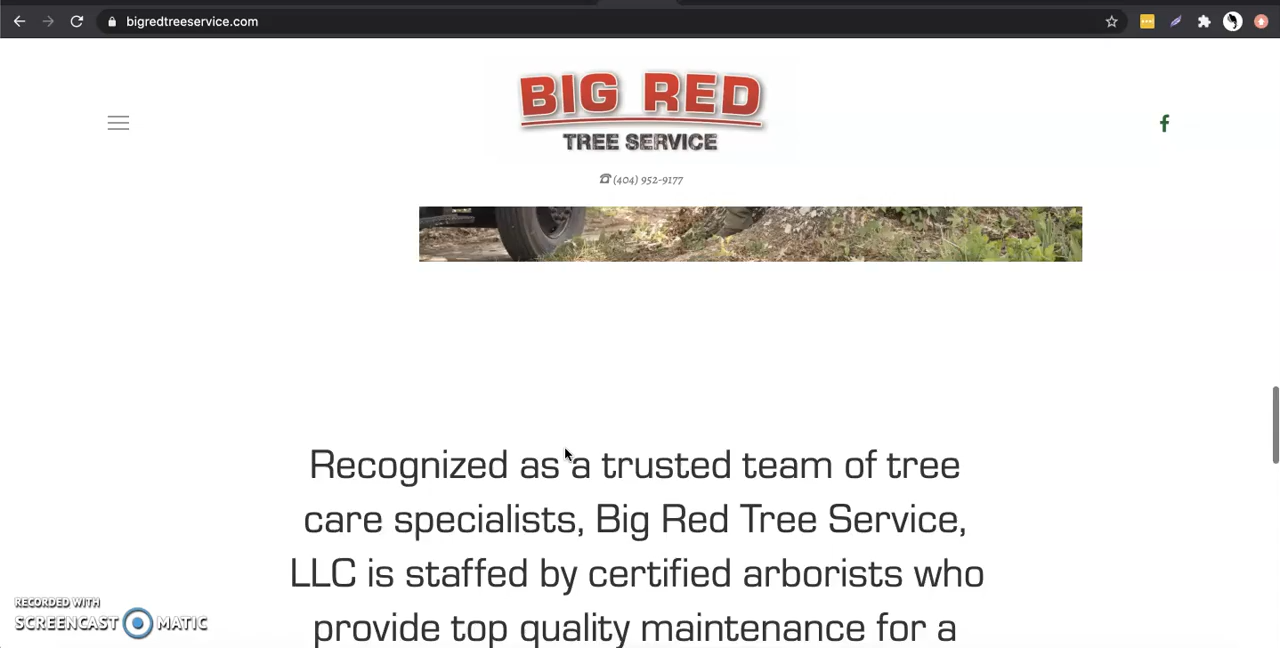 bigredtreeservice.com
BIG RED
TREE SERVICE
(404) 952-9177
Recognized as a trusted team of tree
care specialists, Big Red Tree Service,
LLC is staffed by certified arborists who
provide top quality maintenance for a
RECORDED WITH
SCREENCAST MATIC